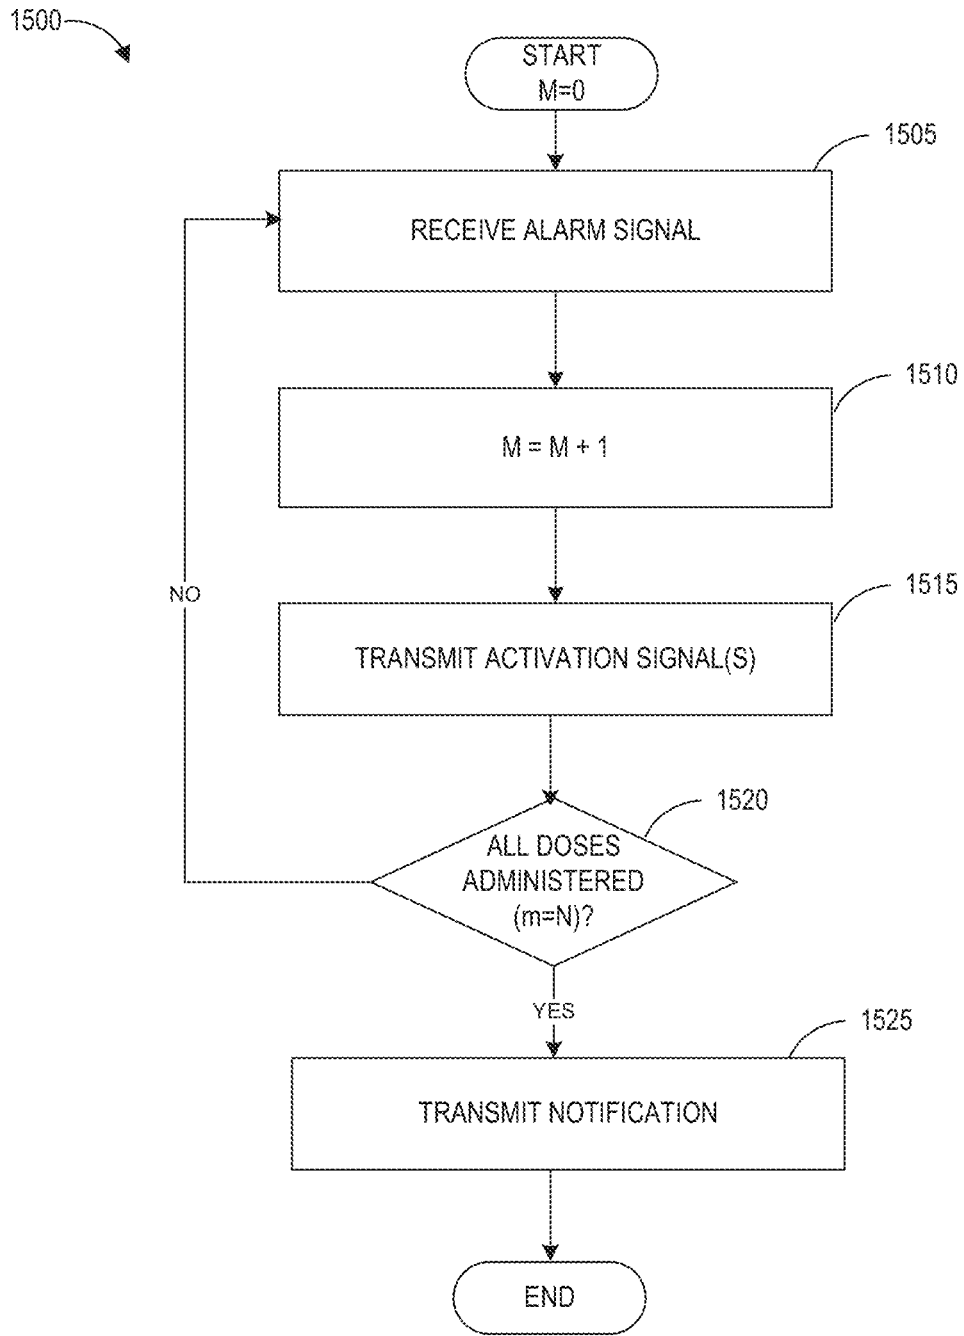 1500
START
M=0
1505
RECEIVE ALARM SIGNAL
1510
M = M + 1
1515
TRANSMIT ACTIVATION SIGNAL(S)
NO
1520
ALL DOSES
ADMINISTERED
(m=N)?
YES
1525
TRANSMIT NOTIFICATION
END